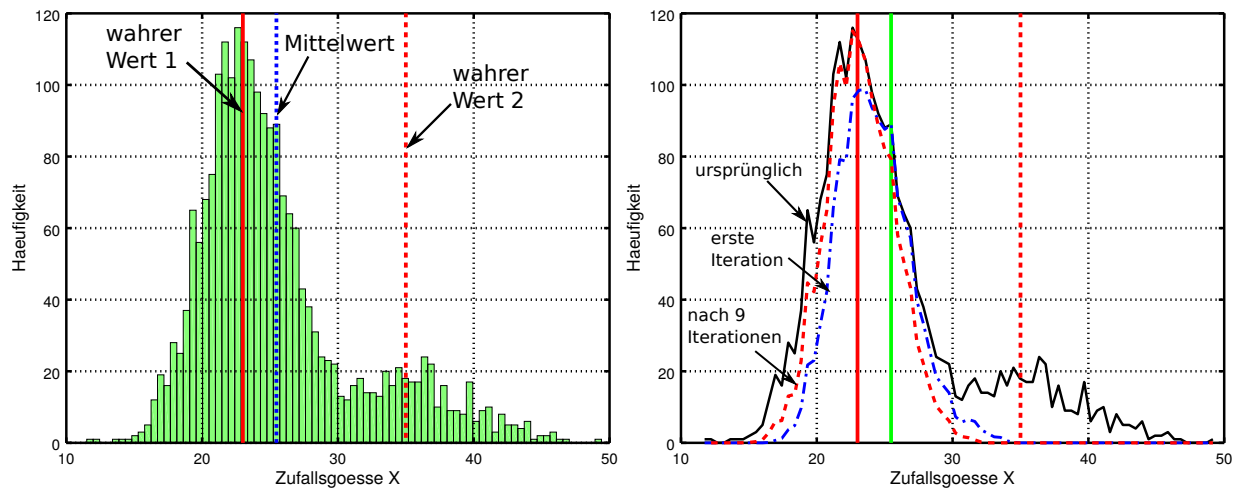 120
100
80
60
40
20
0
10
20
30
40
50
Haeufigkeit
Zufallsgoesse X
wahrer
Wert 1
Mittelwert
wahrer
Wert 2
120
100
80
60
40
20
0
10
20
30
40
50
Haeufigkeit
Zufallsgoesse X
ursprünglich
erste
Iteration
nach 9
Iterationen